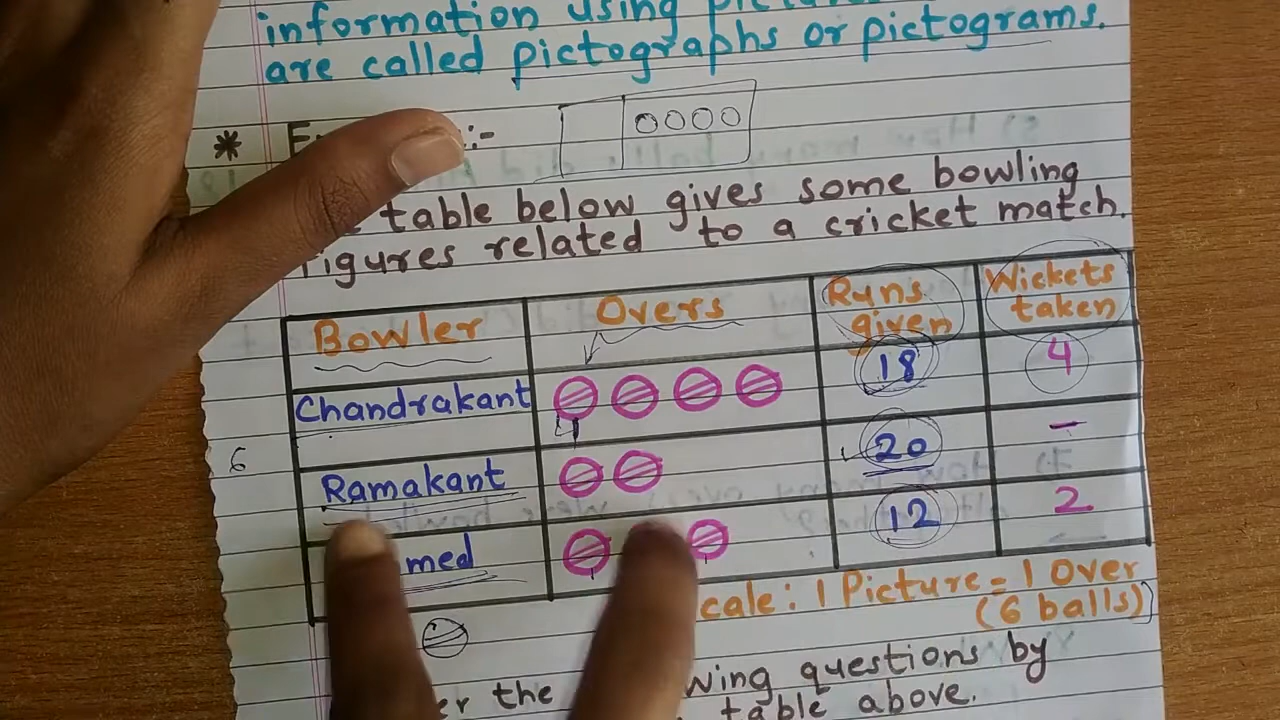 information using
are called pictographs or pictograms.
*
table below gives some bowling
figures related to a cricket match.
Bowler Overs Runs given Wickets taken
Chandrakant 18 4
6
Ramakant 20 -
med 12 2
cale: 1 Picture = 1 Over
(6 balls)
er the wing questions by
table above.